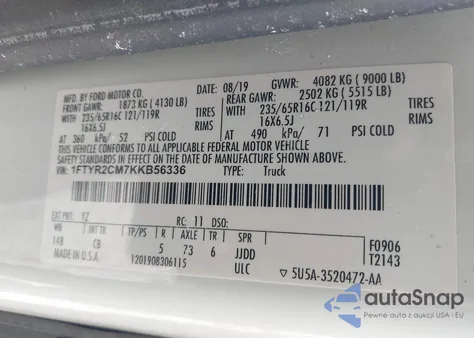 MFD. BY FORD MOTOR CO.
08/19 GVWR: 4082 KG ( 9000 LB)
FRONT GAWR: 1873 KG ( 4130 LB)
REAR GAWR: 2502 KG ( 5515 LB)
WITH 235/65R16C 121/119R TIRES
WITH 235/65R16C 121/119R TIRES
16X6.5J RIMS
16X6.5J RIMS
AT 360 kPa/ 52 PSI COLD
AT 490 kPa/ 71 PSI COLD
THIS VEHICLE CONFORMS TO ALL APPLICABLE FEDERAL MOTOR VEHICLE
SAFETY STANDARDS IN EFFECT ON THE DATE OF MANUFACTURE SHOWN ABOVE.
VIN: 1FTYR2CM7KKB56336 TYPE: Truck
EXT PNT: YZ RC: 11 DSO:
WB TP/PS R AXLE TR SPR F0906
148 CB 5 73 6 JJDD T2143
MADE IN U.S.A. 1201908306115 ULC ▽ 5U5A-3520472-AA
autoSnap
Pewne auta z aukcji USA i EU